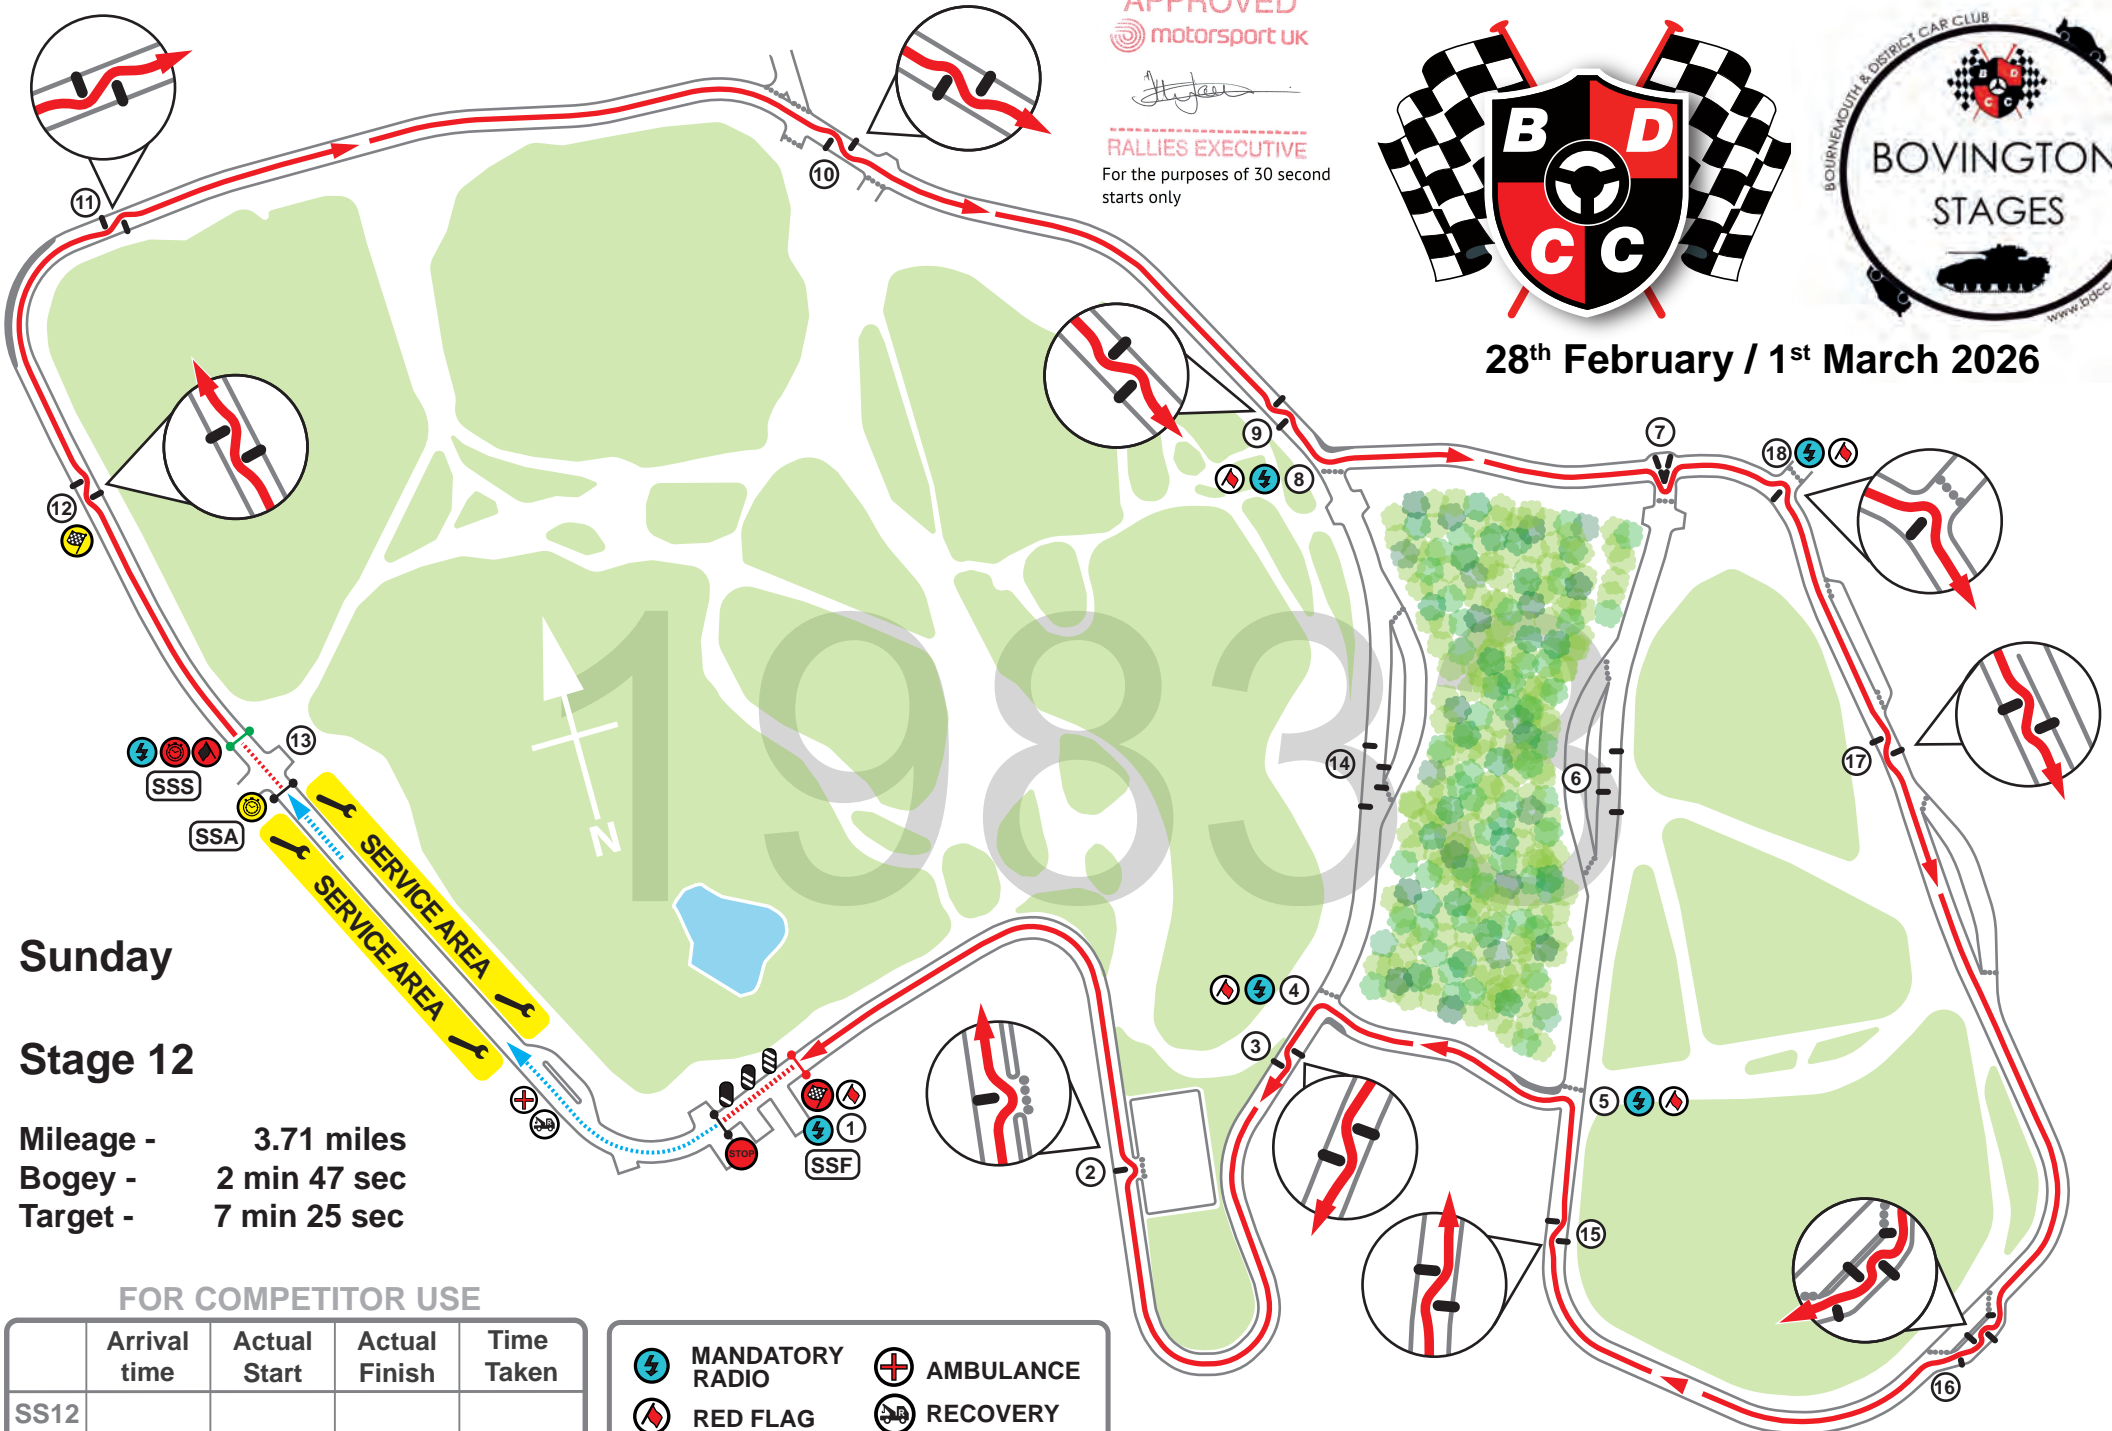 APPROVED
motorsport UK
RALLIES EXECUTIVE
For the purposes of 30 second
starts only
B D
C C
BOURNEMOUTH & DISTRICT CAR CLUB
BOVINGTON
STAGES
www.bdcc.
28th February / 1st March 2026
11
10
9
8
7
18
12
13
SSS
SSA
SERVICE AREA
SERVICE AREA
N
1983
14
6
17
4
3
5
2
15
16
STOP
1
SSF
Sunday
Stage 12
Mileage - 3.71 miles
Bogey - 2 min 47 sec
Target - 7 min 25 sec
FOR COMPETITOR USE
Arrival time
Actual Start
Actual Finish
Time Taken
SS12
MANDATORY RADIO
AMBULANCE
RED FLAG
RECOVERY